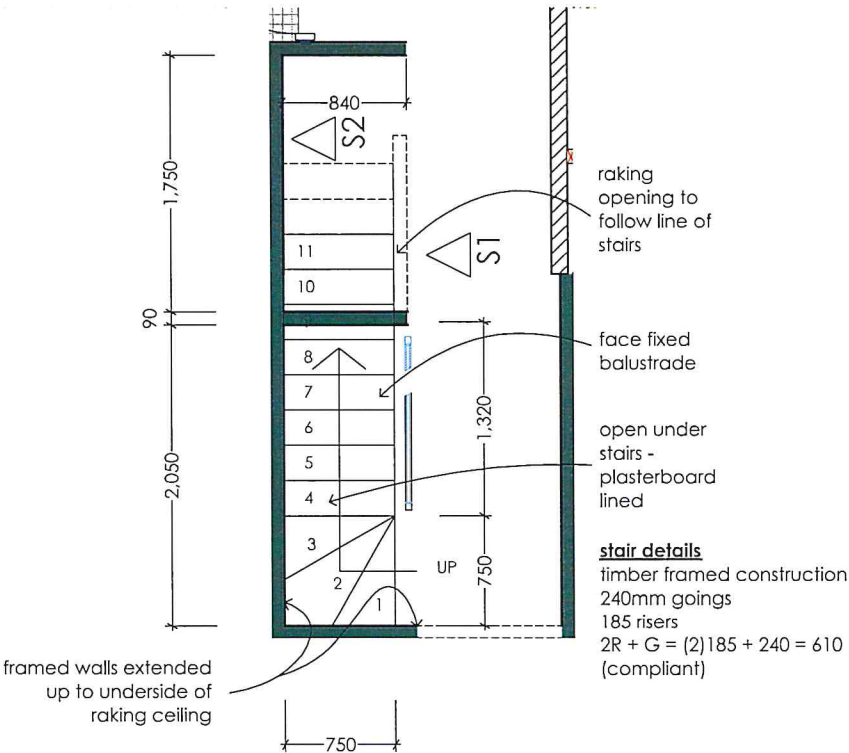 840
S2
1,750
raking
opening to
follow line of
stairs
S1
11
10
90
8
face fixed
balustrade
7
6
1,320
5
open under
stairs -
plasterboard
lined
4
2,050
3
UP
2
750
1
stair details
timber framed construction
240mm goings
185 risers
2R + G = (2)185 + 240 = 610
(compliant)
framed walls extended
up to underside of
raking ceiling
750